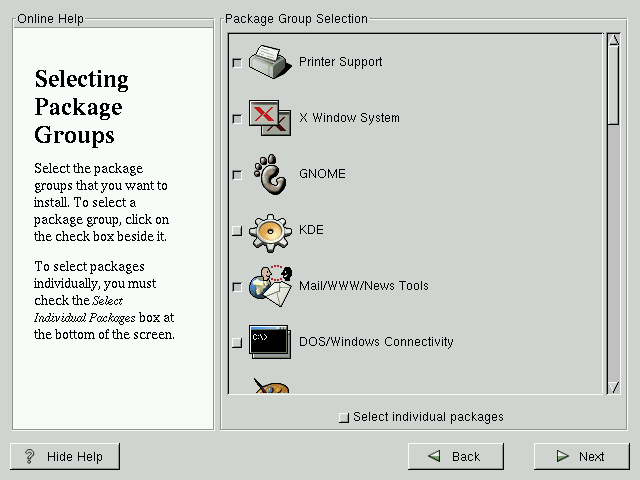 Online Help
Selecting
Package
Groups
Select the package
groups that you want to
install. To select a
package group, click on
the check box beside it.
To select packages
individually, you must
check the Select
Individual Packages box at
the bottom of the screen.
Package Group Selection
Printer Support
X Window System
GNOME
KDE
Mail/WWW/News Tools
C:\>
DOS/Windows Connectivity
Select individual packages
Hide Help
Back
Next